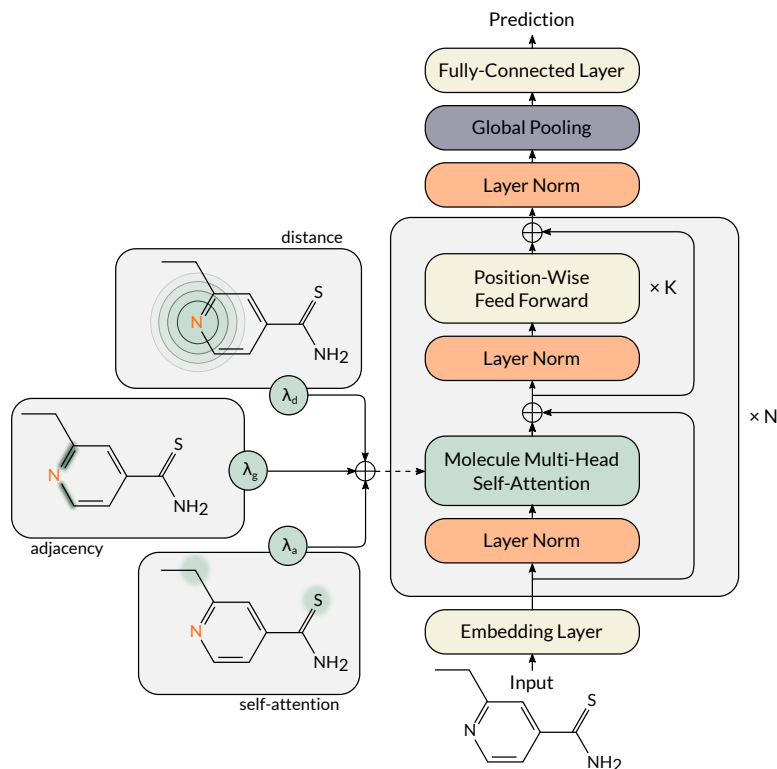 Prediction
Fully-Connected Layer
Global Pooling
Layer Norm
Position-Wise
Feed Forward
× K
Layer Norm
× N
Molecule Multi-Head
Self-Attention
Layer Norm
Embedding Layer
Input
N
S
NH2
distance
N
S
NH2
λd
N
S
NH2
λg
adjacency
λa
N
S
NH2
self-attention